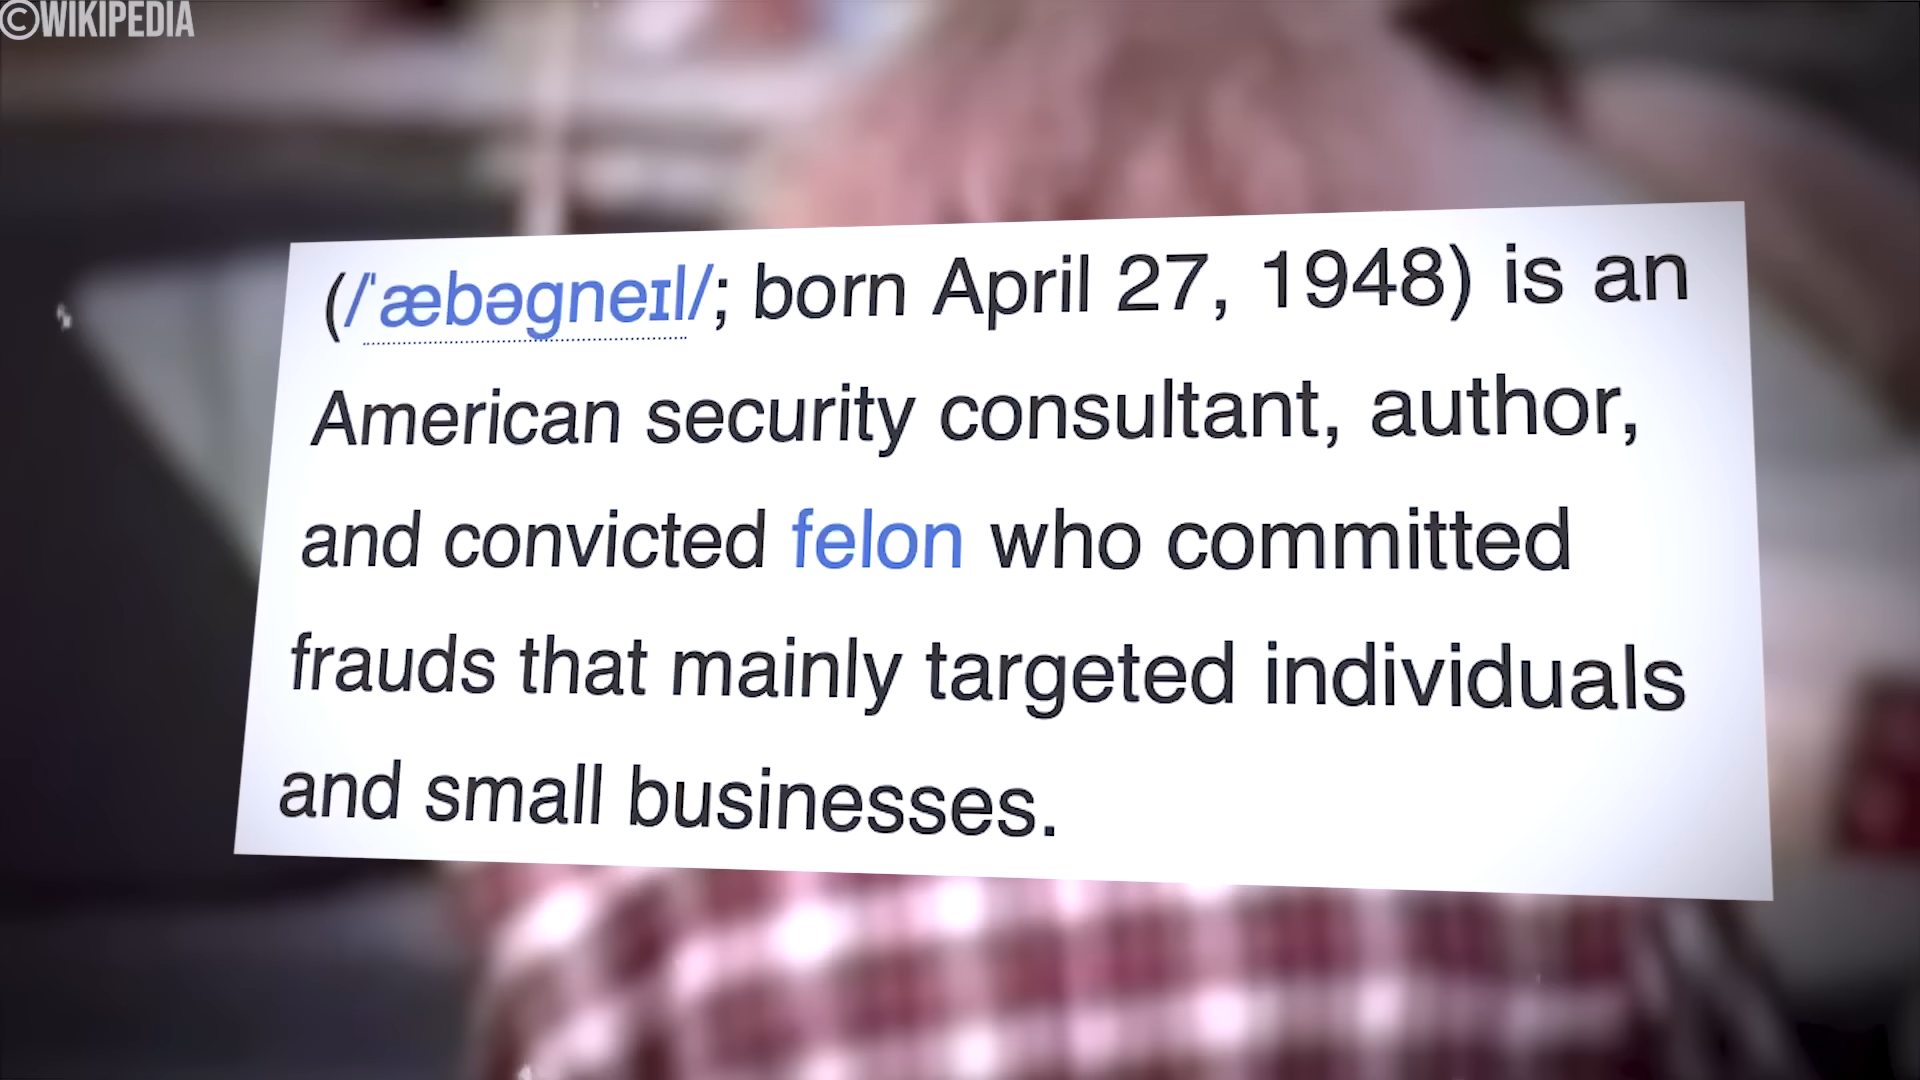 ©WIKIPEDIA
(/ˈæbəɡneɪl/; born April 27, 1948) is an
American security consultant, author,
and convicted felon who committed
frauds that mainly targeted individuals
and small businesses.